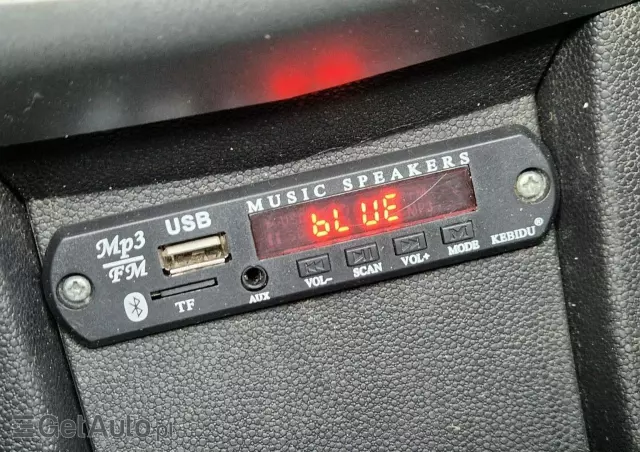 MUSIC SPEAKERS
USB
bLUE
Mp3
FM
TF
AUX
VOL-
SCAN
VOL+
MODE
KEBIDU®
GetAuto.pl